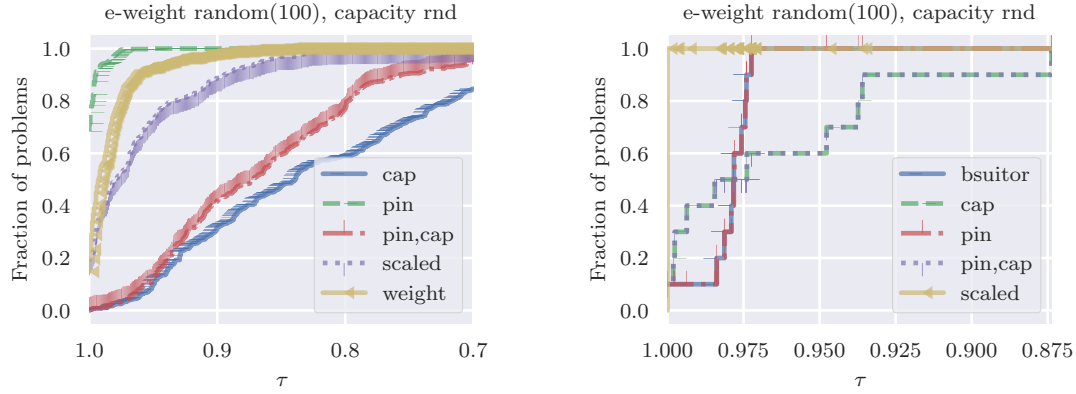 e-weight random(100), capacity rnd
Fraction of problems
1.0
0.8
0.6
0.4
0.2
0.0
cap
pin
pin,cap
scaled
weight
1.0 0.9 0.8 0.7
τ
e-weight random(100), capacity rnd
Fraction of problems
1.0
0.8
0.6
0.4
0.2
0.0
bsuitor
cap
pin
pin,cap
scaled
1.000 0.975 0.950 0.925 0.900 0.875
τ